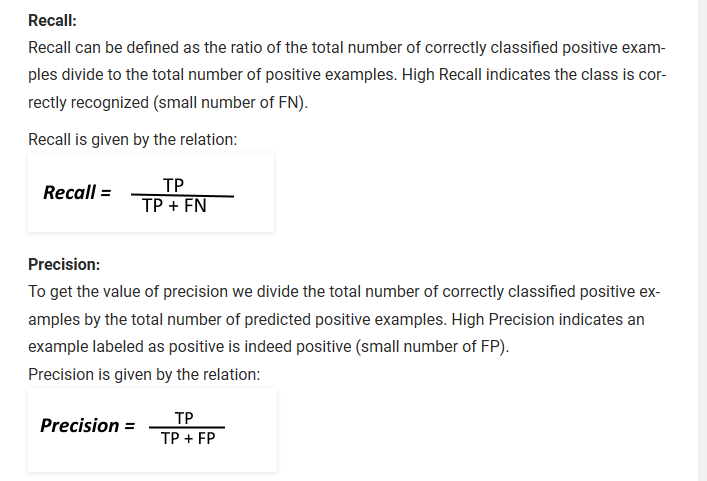 Recall:
Recall can be defined as the ratio of the total number of correctly classified positive exam-
ples divide to the total number of positive examples. High Recall indicates the class is cor-
rectly recognized (small number of FN).
Recall is given by the relation:
Recall = TP
TP + FN
Precision:
To get the value of precision we divide the total number of correctly classified positive ex-
amples by the total number of predicted positive examples. High Precision indicates an
example labeled as positive is indeed positive (small number of FP).
Precision is given by the relation:
Precision = TP
TP + FP